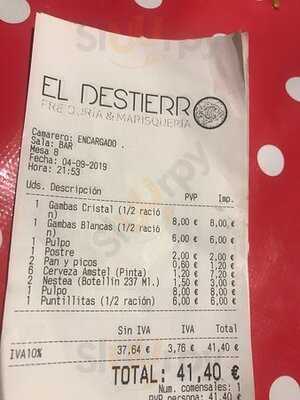 EL DESTIERRO
FREIDURIA & MARISQUERIA
Camarero: ENCARGADO .
Sala: BAR
Mesa 8
Fecha: 04-09-2019
Hora: 21:53
Uds. Descripción PVP Imp.
1 Gambas Cristal (1/2 ració
n) 8,00 € 8,00 €
1 Gambas Blancas (1/2 ració
n) 6,00 € 6,00 €
1 Pulpo
1 Postre 2,00 € 2,00 €
2 Pan y picos 0,60 € 1,20 €
6 Cerveza Amstel (Pinta) 1,20 € 7,20 €
2 Nestea (Botellín 237 Ml.) 1,50 € 3,00 €
1 Pulpo 8,00 € 8,00 €
1 Puntillitas (1/2 ración) 6,00 € 6,00 €
Sin IVA IVA Total
IVA10% 37,64 € 3,76 € 41,40 €
TOTAL: 41,40 €
Num. comensales: 1
PVP persona: 41,40 €